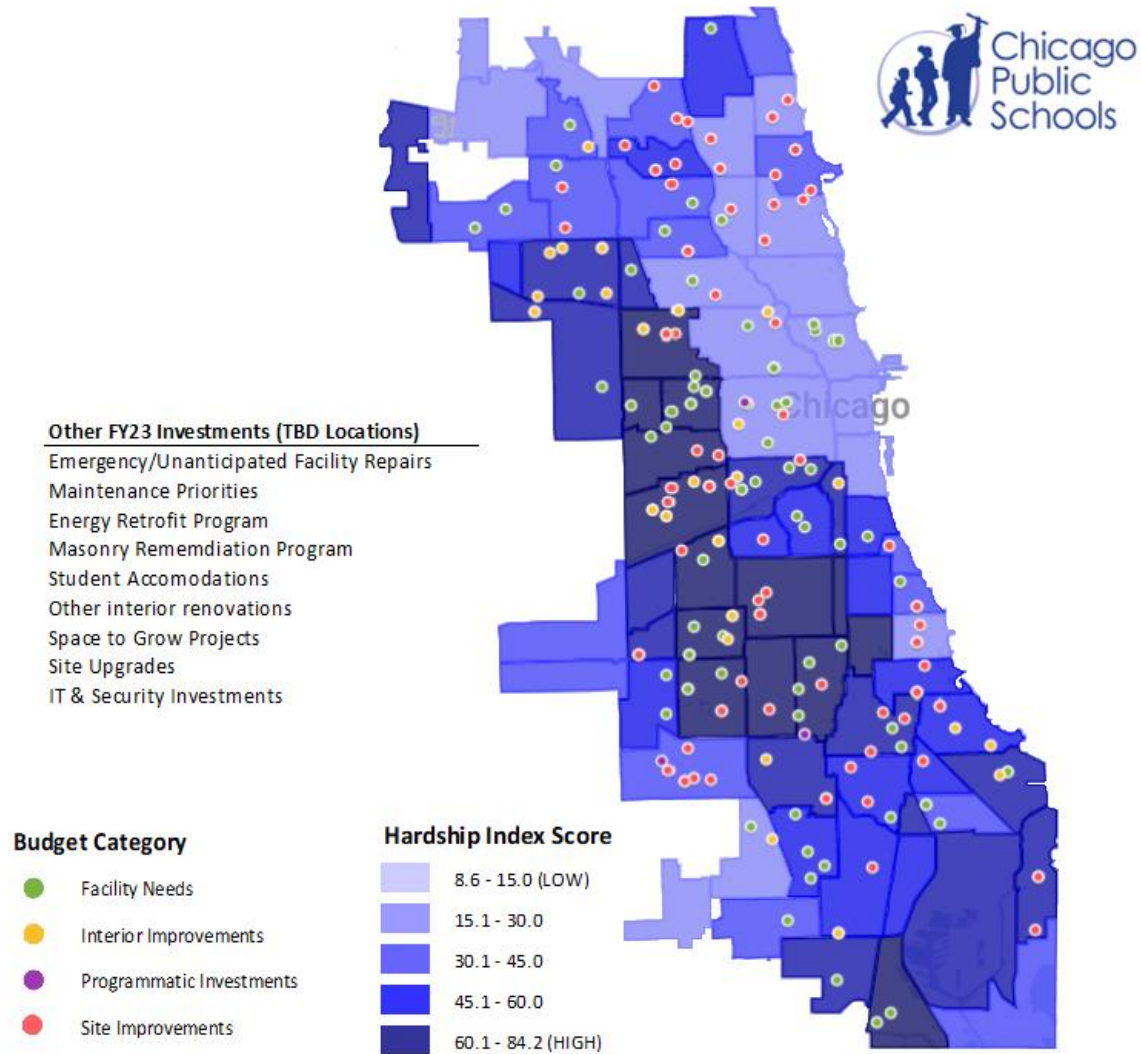 Chicago
Public
Schools
Chicago
Other FY23 Investments (TBD Locations)
Emergency/Unanticipated Facility Repairs
Maintenance Priorities
Energy Retrofit Program
Masonry Rememdiation Program
Student Accomodations
Other interior renovations
Space to Grow Projects
Site Upgrades
IT & Security Investments
Budget Category
Facility Needs
Interior Improvements
Programmatic Investments
Site Improvements
Hardship Index Score
8.6 - 15.0 (LOW)
15.1 - 30.0
30.1 - 45.0
45.1 - 60.0
60.1 - 84.2 (HIGH)